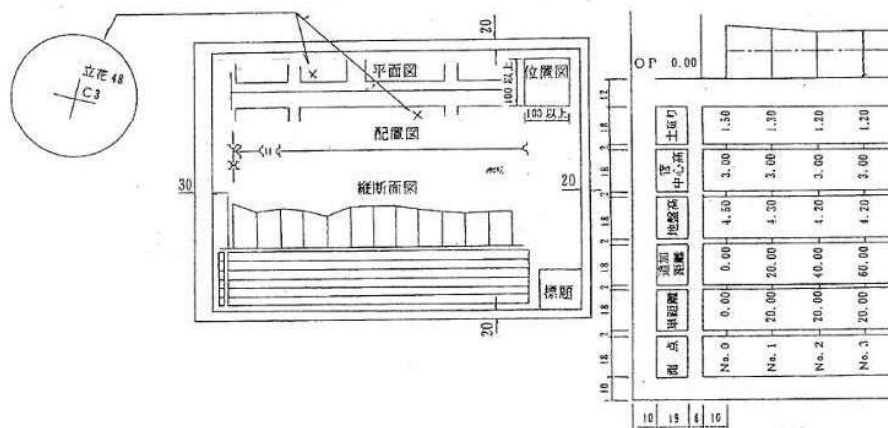 立花 48
C3
20
平面図
位置図
100 以上
100 以上
配置図
30
20
縦断面図
標題
20
OP 0.00
12
18
2
18
2
18
2
18
2
18
2
18
10
土被り 1.50 1.30 1.20 1.20
管中心高 3.00 3.00 3.00 3.00
地盤高 4.50 4.30 4.20 4.20
追加距離 0.00 20.00 40.00 60.00
単距離 0.00 20.00 20.00 20.00
測点 No. 0 No. 1 No. 2 No. 3
10 19 6 10